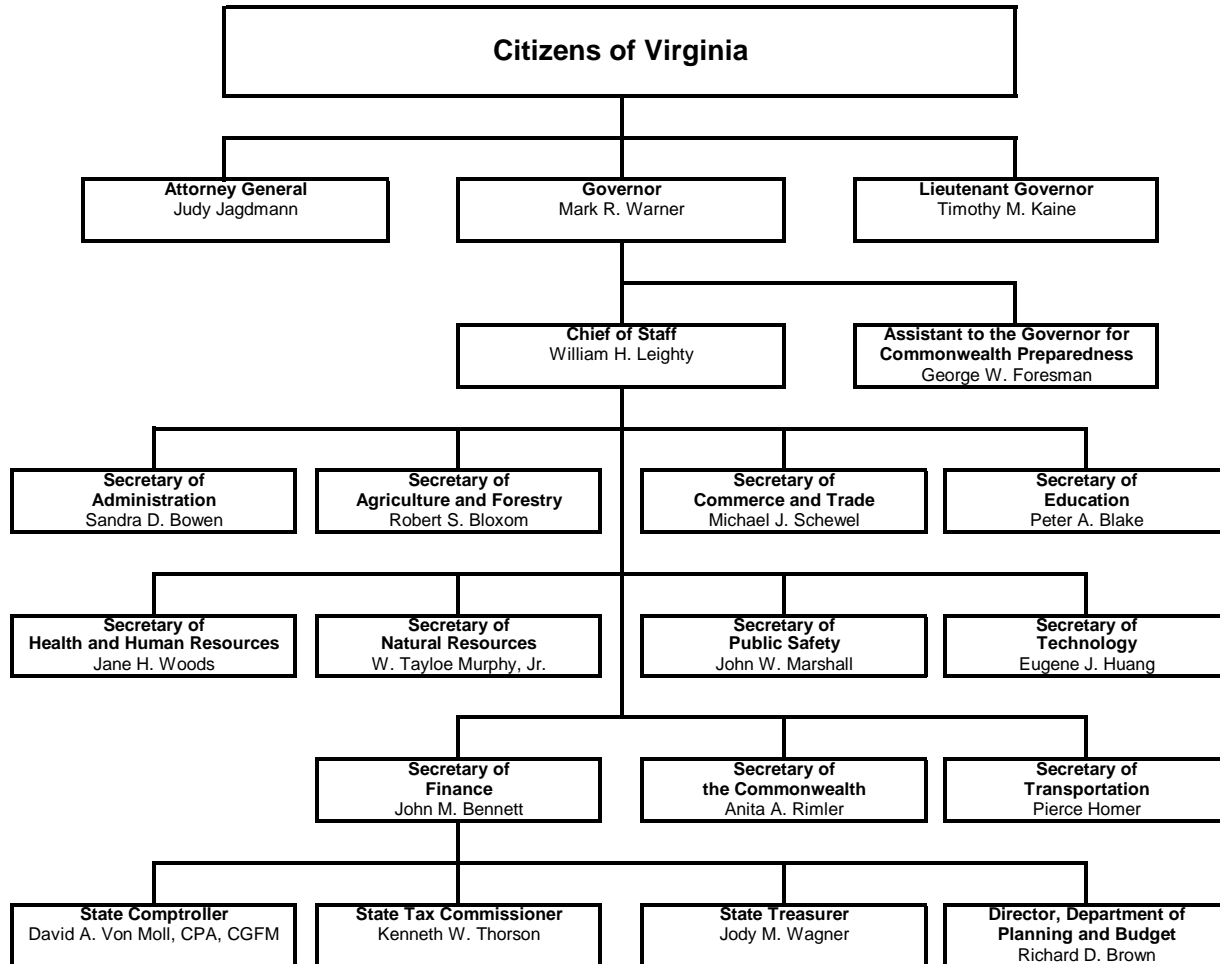 Citizens of Virginia
Attorney General
Judy Jagdmann
Governor
Mark R. Warner
Lieutenant Governor
Timothy M. Kaine
Chief of Staff
William H. Leighty
Assistant to the Governor for
Commonwealth Preparedness
George W. Foresman
Secretary of
Administration
Sandra D. Bowen
Secretary of
Agriculture and Forestry
Robert S. Bloxom
Secretary of
Commerce and Trade
Michael J. Schewel
Secretary of
Education
Peter A. Blake
Secretary of
Health and Human Resources
Jane H. Woods
Secretary of
Natural Resources
W. Tayloe Murphy, Jr.
Secretary of
Public Safety
John W. Marshall
Secretary of
Technology
Eugene J. Huang
Secretary of
Finance
John M. Bennett
Secretary of
the Commonwealth
Anita A. Rimler
Secretary of
Transportation
Pierce Homer
State Comptroller
David A. Von Moll, CPA, CGFM
State Tax Commissioner
Kenneth W. Thorson
State Treasurer
Jody M. Wagner
Director, Department of
Planning and Budget
Richard D. Brown